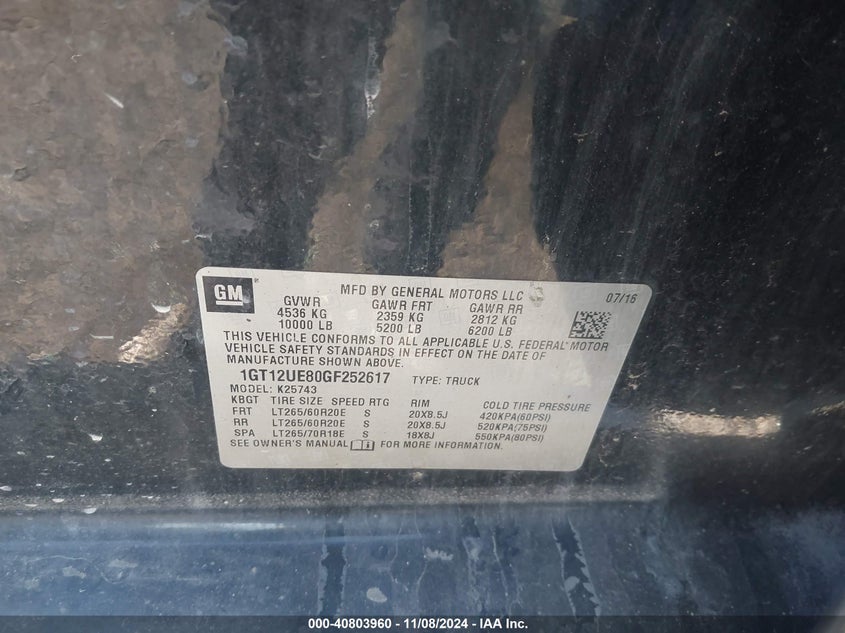 GM
MFD BY GENERAL MOTORS LLC
07/16
GVWR GAWR FRT GAWR RR
4536 KG 2359 KG 2812 KG
10000 LB 5200 LB 6200 LB
THIS VEHICLE CONFORMS TO ALL APPLICABLE U.S. FEDERAL MOTOR
VEHICLE SAFETY STANDARDS IN EFFECT ON THE DATE OF
MANUFACTURE SHOWN ABOVE.
1GT12UE80GF252617 TYPE: TRUCK
MODEL: K25743
KBGT TIRE SIZE SPEED RTG RIM COLD TIRE PRESSURE
FRT LT265/60R20E S 20X8.5J 420KPA(60PSI)
RR LT265/60R20E S 20X8.5J 520KPA(75PSI)
SPA LT265/70R18E S 18X8J 550KPA(80PSI)
SEE OWNER'S MANUAL FOR MORE INFORMATION.
000-40803960 - 11/08/2024 - IAA Inc.